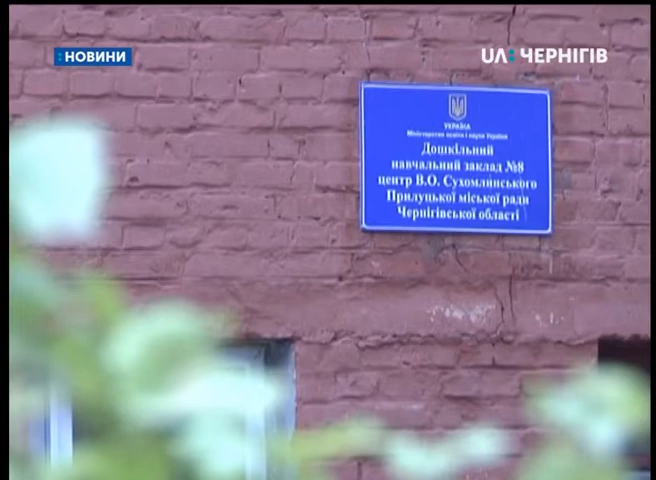 НОВИНИ
UA: ЧЕРНІГІВ
УКРАЇНА
Міністерство освіти і науки України
Дошкільний
навчальний заклад №8
центр В.О. Сухомлинського
Прилуцької міської ради
Чернігівської області